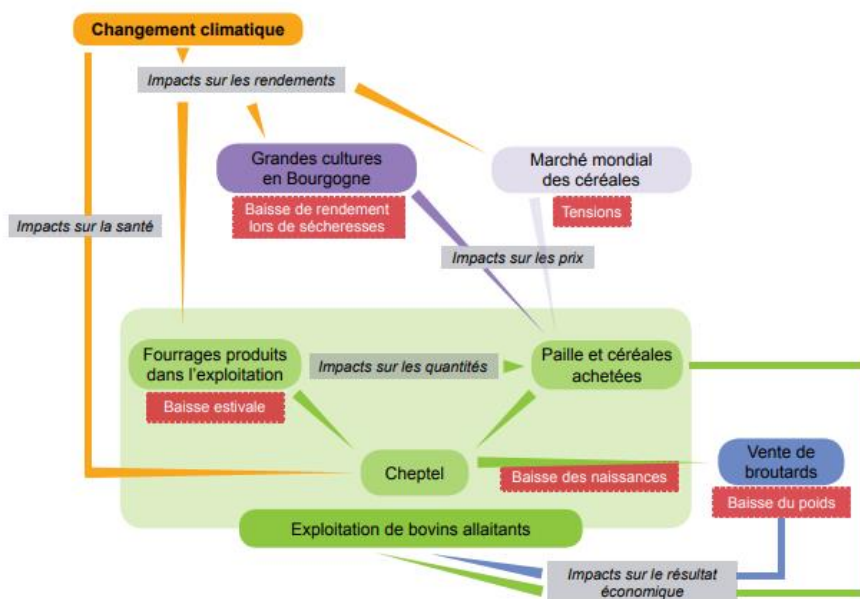 Changement climatique
Impacts sur les rendements
Grandes cultures
en Bourgogne
Marché mondial
des céréales
Baisse de rendement
lors de sécheresses
Tensions
Impacts sur la santé
Impacts sur les prix
Fourrages produits
dans l'exploitation
Impacts sur les quantités
Paille et céréales
achetées
Baisse estivale
Cheptel
Baisse des naissances
Vente de
broutards
Baisse du poids
Exploitation de bovins allaitants
Impacts sur le résultat
économique